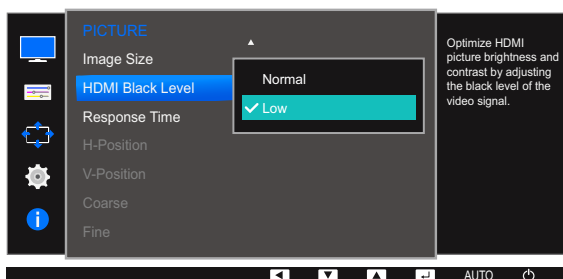 PICTURE
Image Size
HDMI Black Level
Response Time
H-Position
V-Position
Coarse
Fine
Normal
Low
Optimize HDMI
picture brightness and
contrast by adjusting
the black level of the
video signal.
AUTO